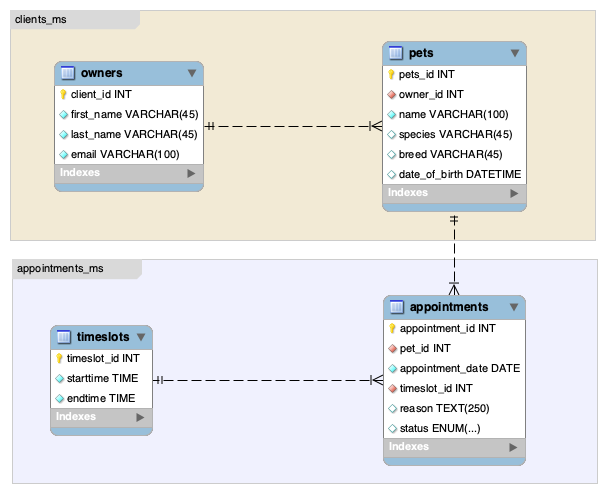 clients_ms
owners
client_id INT
first_name VARCHAR(45)
last_name VARCHAR(45)
email VARCHAR(100)
Indexes
pets
pets_id INT
owner_id INT
name VARCHAR(100)
species VARCHAR(45)
breed VARCHAR(45)
date_of_birth DATETIME
Indexes
appointments_ms
timeslots
timeslot_id INT
starttime TIME
endtime TIME
Indexes
appointments
appointment_id INT
pet_id INT
appointment_date DATE
timeslot_id INT
reason TEXT(250)
status ENUM(...)
Indexes